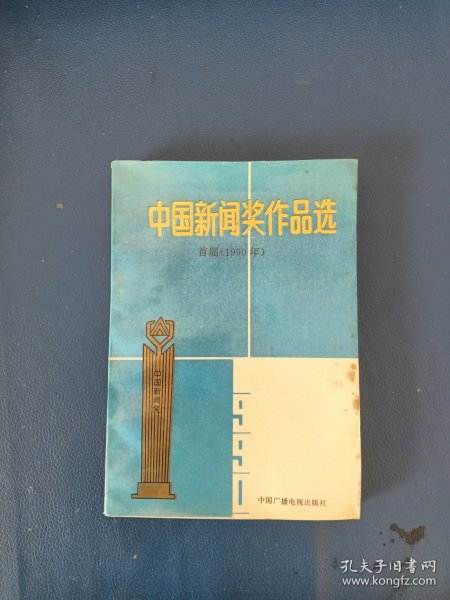 中国新闻奖作品选
首届(1990年)
中国新闻奖
1990
中国广播电视出版社
孔夫子旧书网
www.kongfz.com